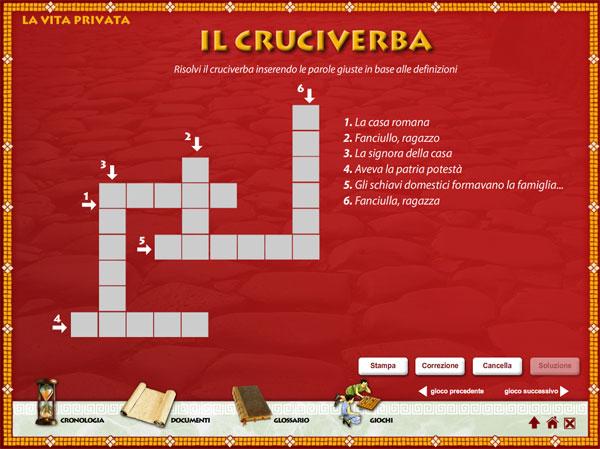 LA VITA PRIVATA
IL CRUCIVERBA
Risolvi il cruciverba inserendo le parole giuste in base alle definizioni
6
1. La casa romana
2. Fanciullo, ragazzo
2
3. La signora della casa
3
4. Aveva la patria potestà
5. Gli schiavi domestici formavano la famiglia...
1
6. Fanciulla, ragazza
5
4
Stampa Correzione Cancella Soluzione
gioco precedente gioco successivo
CRONOLOGIA DOCUMENTI GLOSSARIO GIOCHI